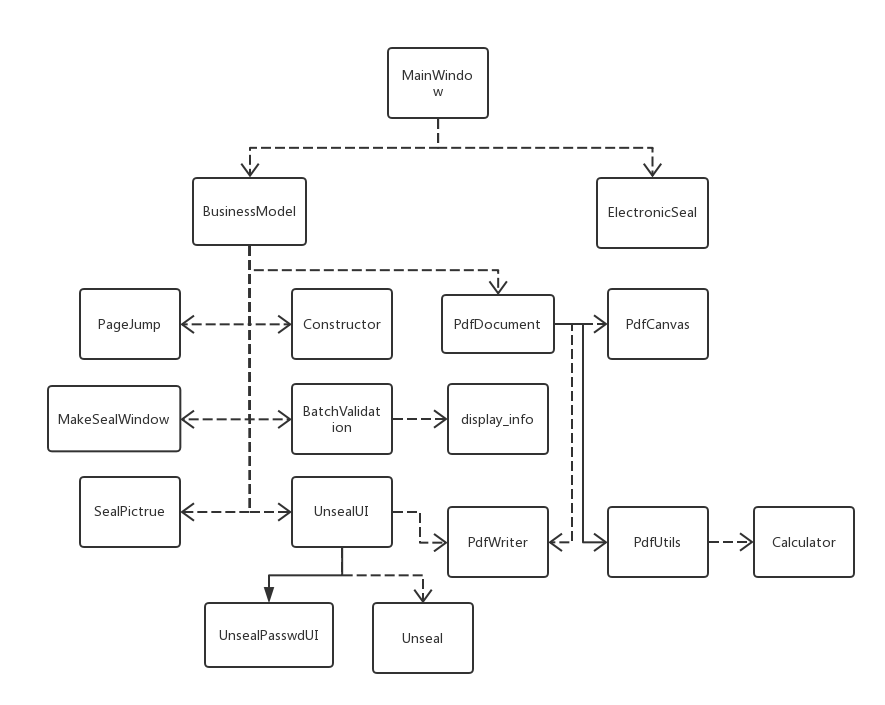 MainWindo
w
BusinessModel
ElectronicSeal
PageJump
Constructor
PdfDocument
PdfCanvas
MakeSealWindow
BatchValidat
ion
display_info
SealPictrue
UnsealUI
PdfWriter
PdfUtils
Calculator
UnsealPasswdUI
Unseal